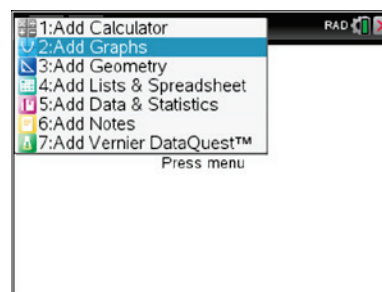 1:Add Calculator
RAD
2:Add Graphs
3:Add Geometry
4:Add Lists & Spreadsheet
5:Add Data & Statistics
6:Add Notes
7:Add Vernier DataQuest™
Press menu